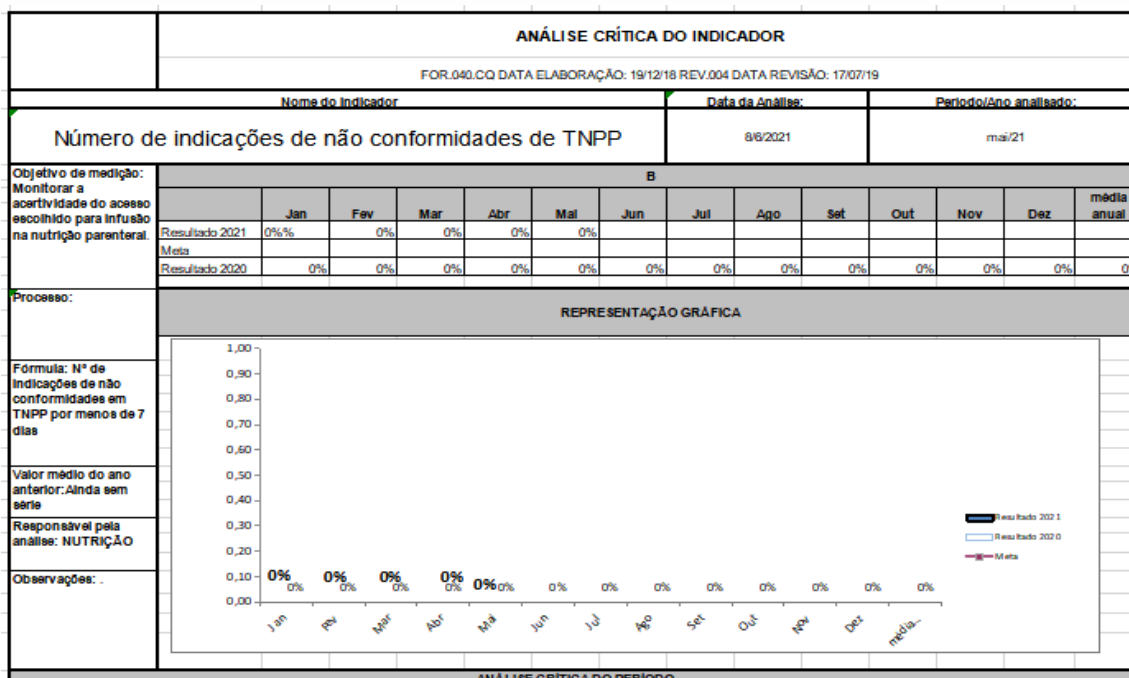 ANÁLISE CRÍTICA DO INDICADOR
FOR.040.CQ DATA ELABORAÇÃO: 19/12/18 REV.004 DATA REVISÃO: 17/07/19
Nome do Indicador Data da Análise: Período/Ano analisado:
Número de indicações de não conformidades de TNPP 8/6/2021 mai/21
Objetivo de medição:
Monitorar a
acertividade do acesso
escolhido para infusão
na nutrição parenteral.
B
Jan Fev Mar Abr Mai Jun Jul Ago Set Out Nov Dez média anual
Resultado 2021 0%% 0% 0% 0% 0%
Meta
Resultado 2020 0% 0% 0% 0% 0% 0% 0% 0% 0% 0% 0% 0% 0
Processo:
REPRESENTAÇÃO GRÁFICA
Fórmula: Nº de
indicações de não
conformidades em
TNPP por menos de 7
dias
Valor médio do ano
anterior:Ainda sem
série
Responsável pela
análise: NUTRIÇÃO
Observações: .
1,00
0,90
0,80
0,70
0,60
0,50
0,40
0,30
0,20
0,10
0,00
0% 0% 0% 0% 0%
0% 0% 0% 0% 0% 0% 0% 0% 0% 0% 0% 0% 0%
Jan Fev Mar Abr Mai Jun Jul Ago Set Out Nov Dez média...
Resultado 2021
Resultado 2020
Meta
ANÁLISE CRÍTICA DO PERÍODO